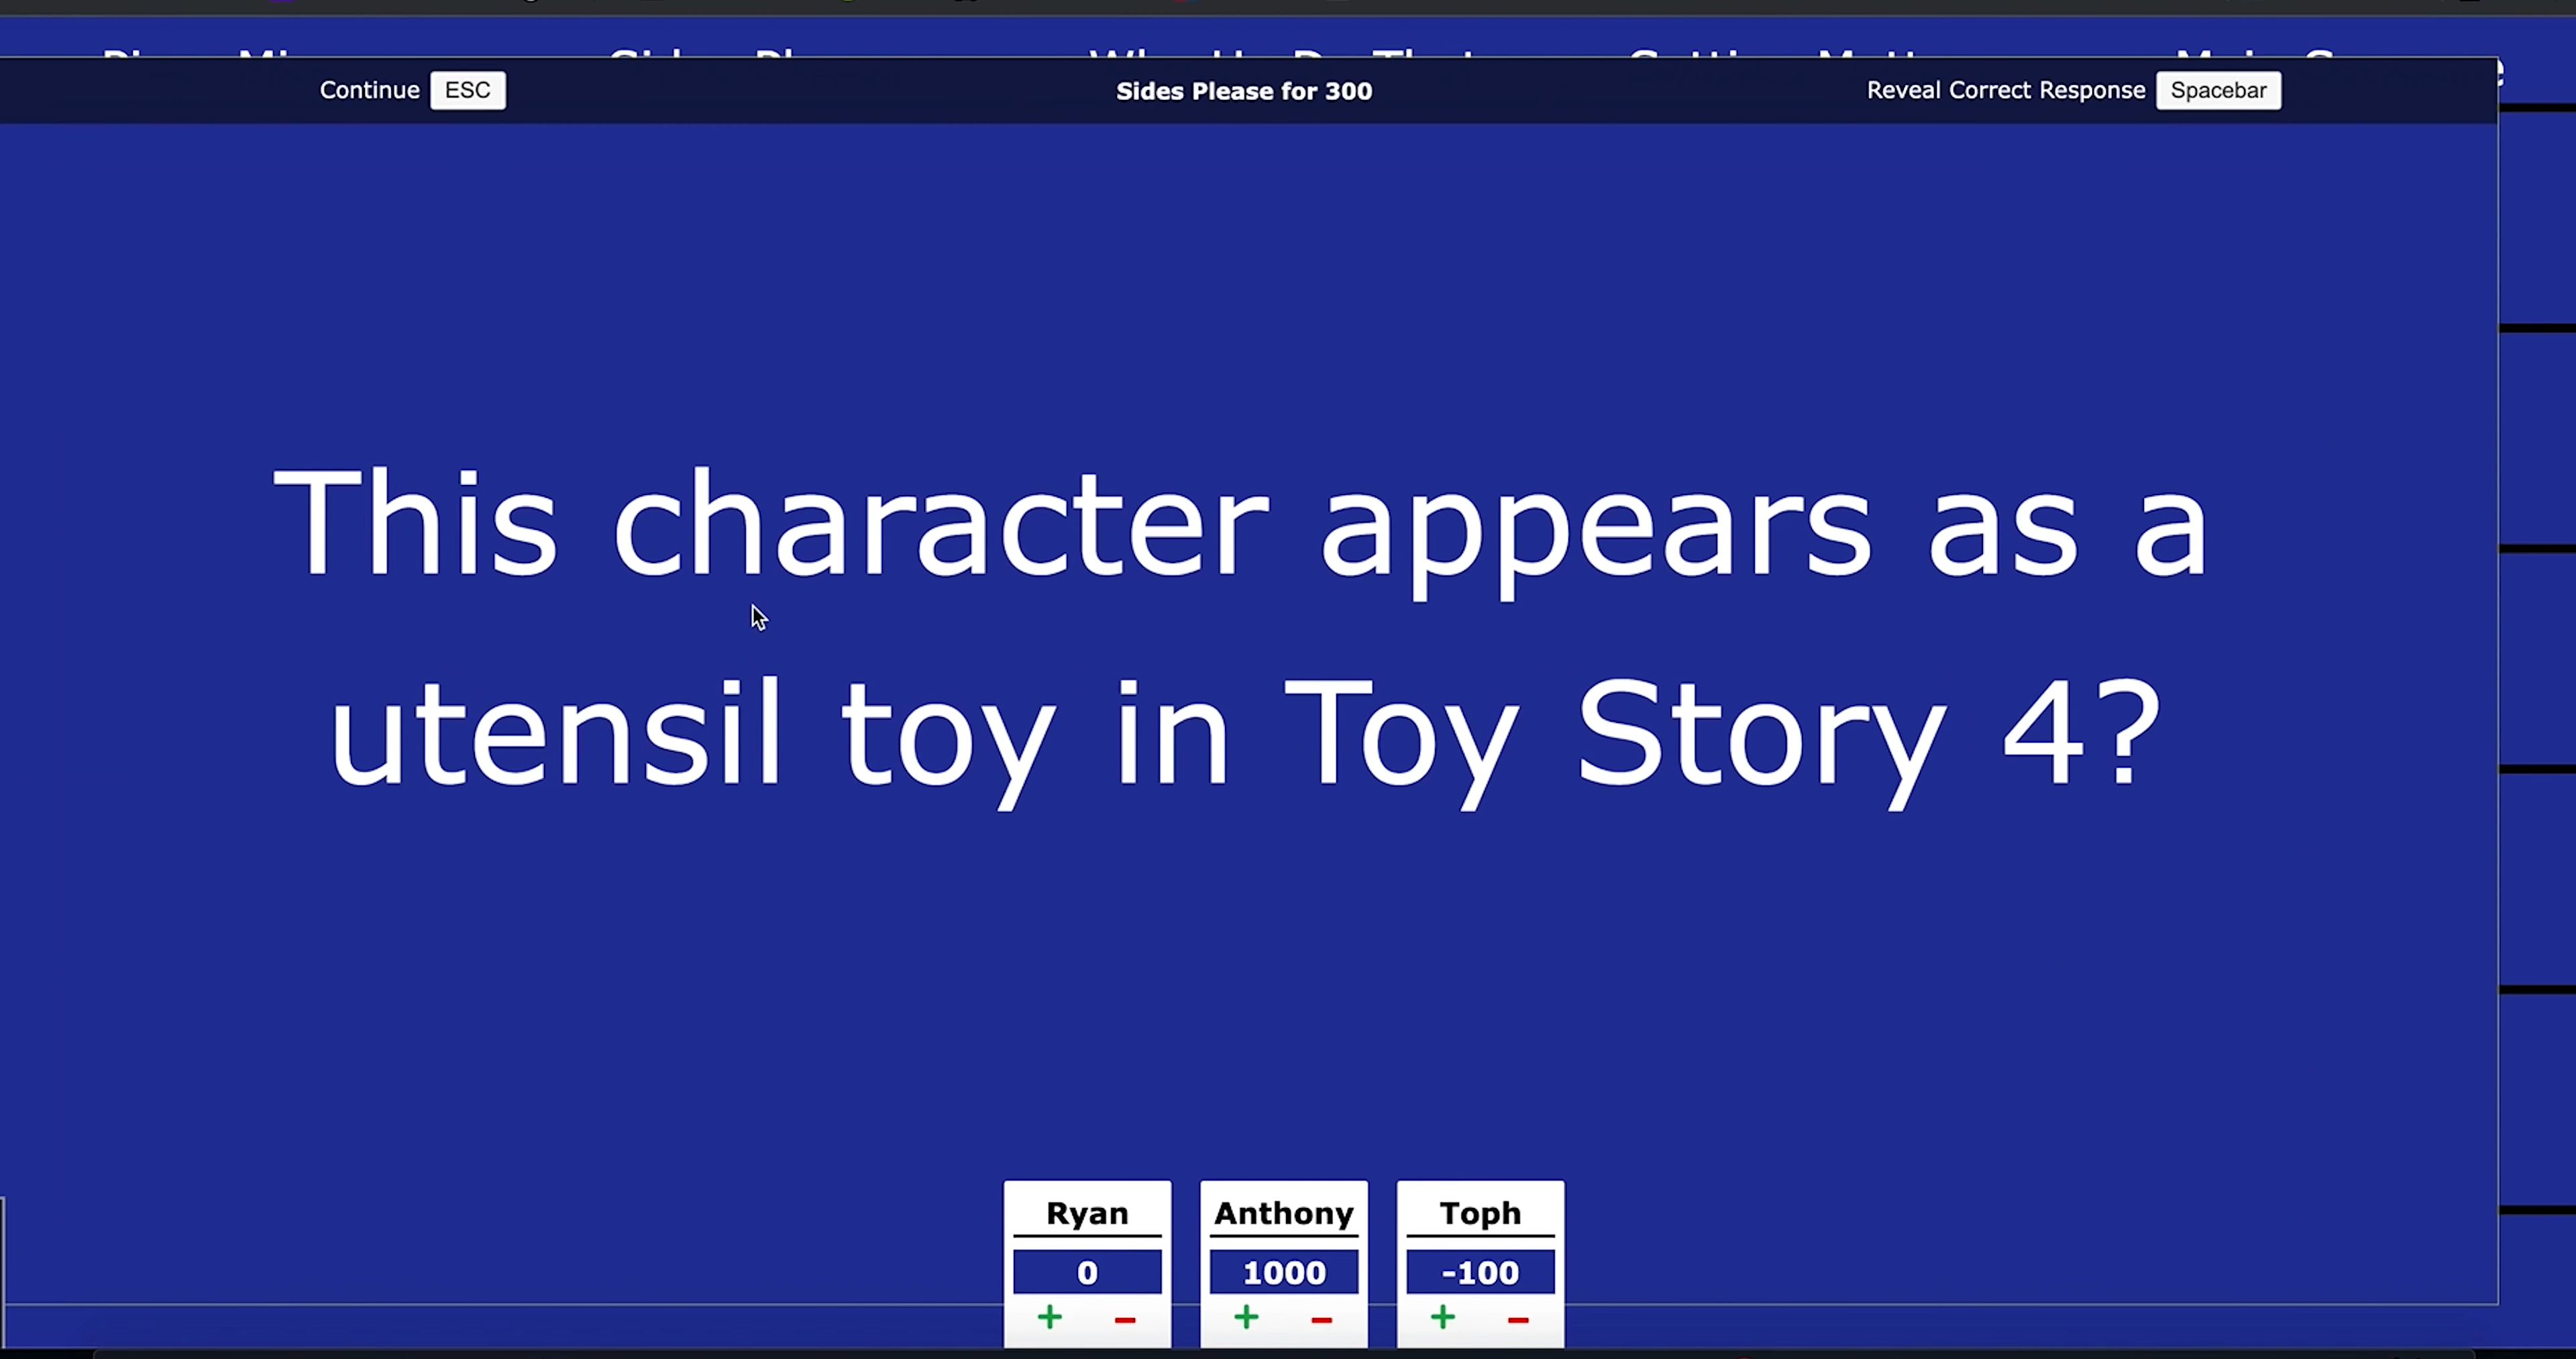 Continue ESC
Sides Please for 300
Reveal Correct Response Spacebar
This character appears as a
utensil toy in Toy Story 4?
Ryan Anthony Toph
0 1000 -100
+ − + − + −